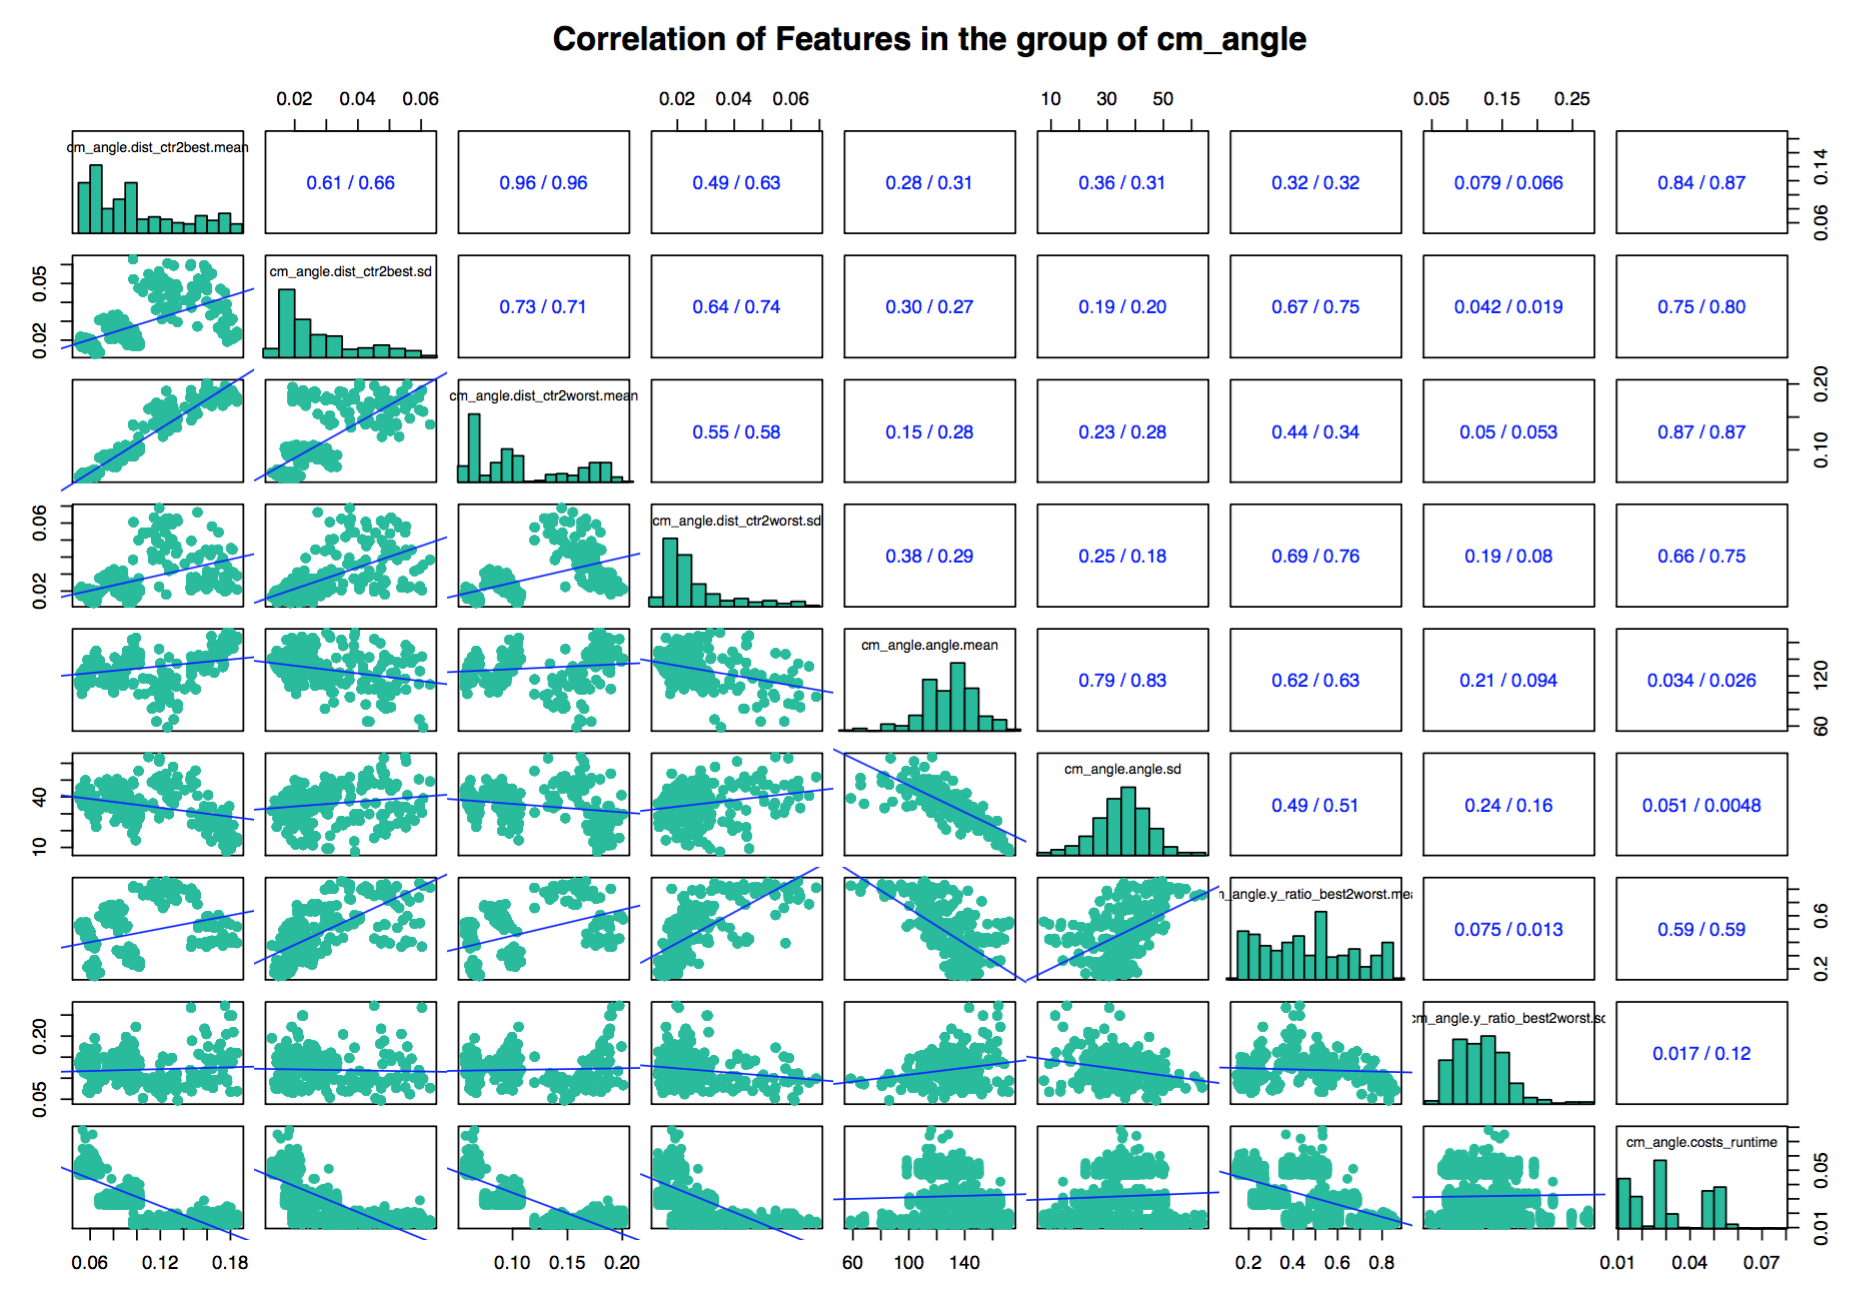 Correlation of Features in the group of cm_angle
0.02 0.04 0.06 0.02 0.04 0.06 10 30 50 0.05 0.15 0.25
cm_angle.dist_ctr2best.mean
0.61 / 0.66 0.96 / 0.96 0.49 / 0.63 0.28 / 0.31 0.36 / 0.31 0.32 / 0.32 0.079 / 0.066 0.84 / 0.87
0.06 0.14
cm_angle.dist_ctr2best.sd
0.02 0.05
0.73 / 0.71 0.64 / 0.74 0.30 / 0.27 0.19 / 0.20 0.67 / 0.75 0.042 / 0.019 0.75 / 0.80
cm_angle.dist_ctr2worst.mean
0.55 / 0.58 0.15 / 0.28 0.23 / 0.28 0.44 / 0.34 0.05 / 0.053 0.87 / 0.87
0.10 0.20
cm_angle.dist_ctr2worst.sd
0.02 0.06
0.38 / 0.29 0.25 / 0.18 0.69 / 0.76 0.19 / 0.08 0.66 / 0.75
cm_angle.angle.mean
0.79 / 0.83 0.62 / 0.63 0.21 / 0.094 0.034 / 0.026
60 120
cm_angle.angle.sd
10 40
0.49 / 0.51 0.24 / 0.16 0.051 / 0.0048
n_angle.y_ratio_best2worst.mea
0.075 / 0.013 0.59 / 0.59
0.2 0.6
cm_angle.y_ratio_best2worst.sd
0.05 0.20
0.017 / 0.12
cm_angle.costs_runtime
0.01 0.05
0.06 0.12 0.18 0.10 0.15 0.20 60 100 140 0.2 0.4 0.6 0.8 0.01 0.04 0.07